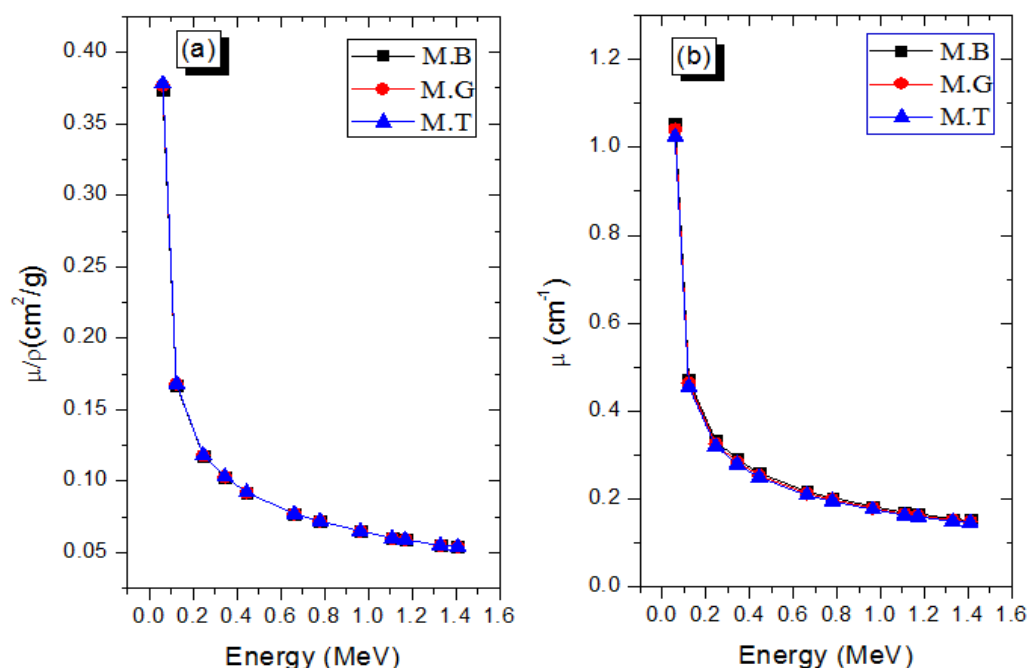 (a)
M.B
M.G
M.T
0.40
0.35
0.30
0.25
0.20
0.15
0.10
0.05
μ/ρ(cm²/g)
0.0 0.2 0.4 0.6 0.8 1.0 1.2 1.4 1.6
Energy (MeV)
(b)
M.B
M.G
M.T
1.2
1.0
0.8
0.6
0.4
0.2
0.0
μ (cm⁻¹)
0.0 0.2 0.4 0.6 0.8 1.0 1.2 1.4 1.6
Energy (MeV)